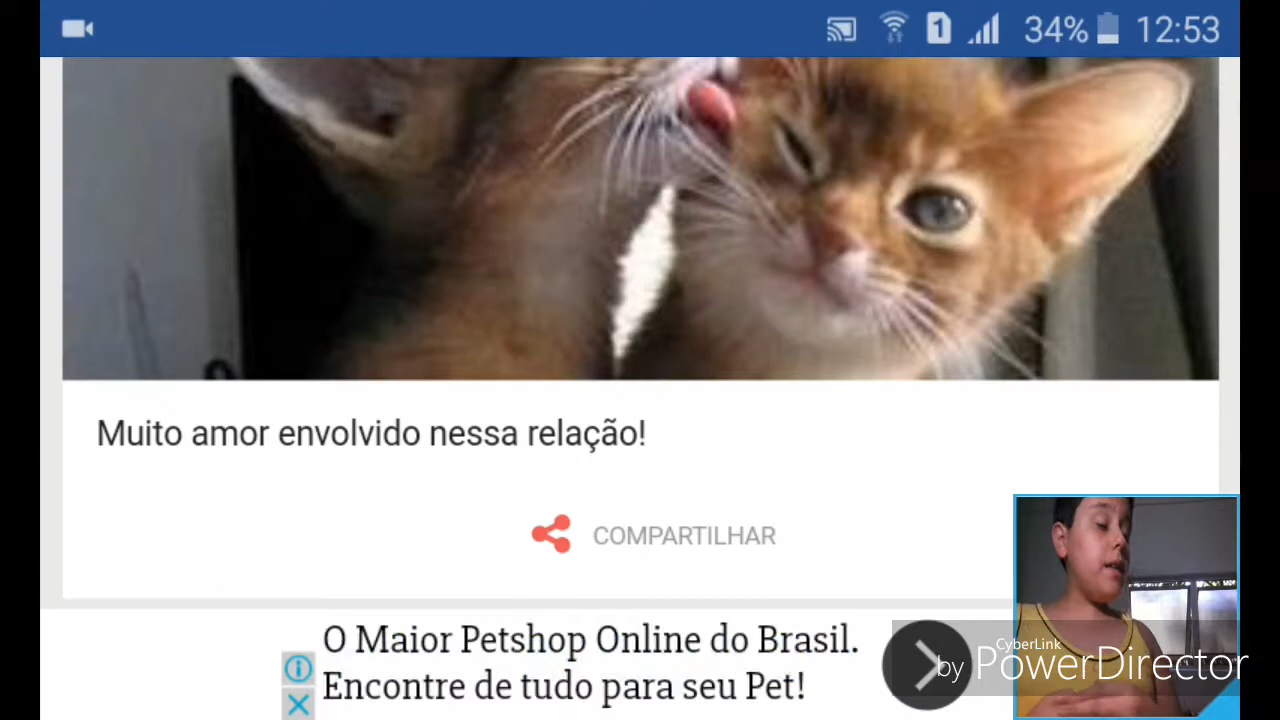 1 34% 12:53
Muito amor envolvido nessa relação!
COMPARTILHAR
O Maior Petshop Online do Brasil.
Encontre de tudo para seu Pet!
CyberLink
by PowerDirector